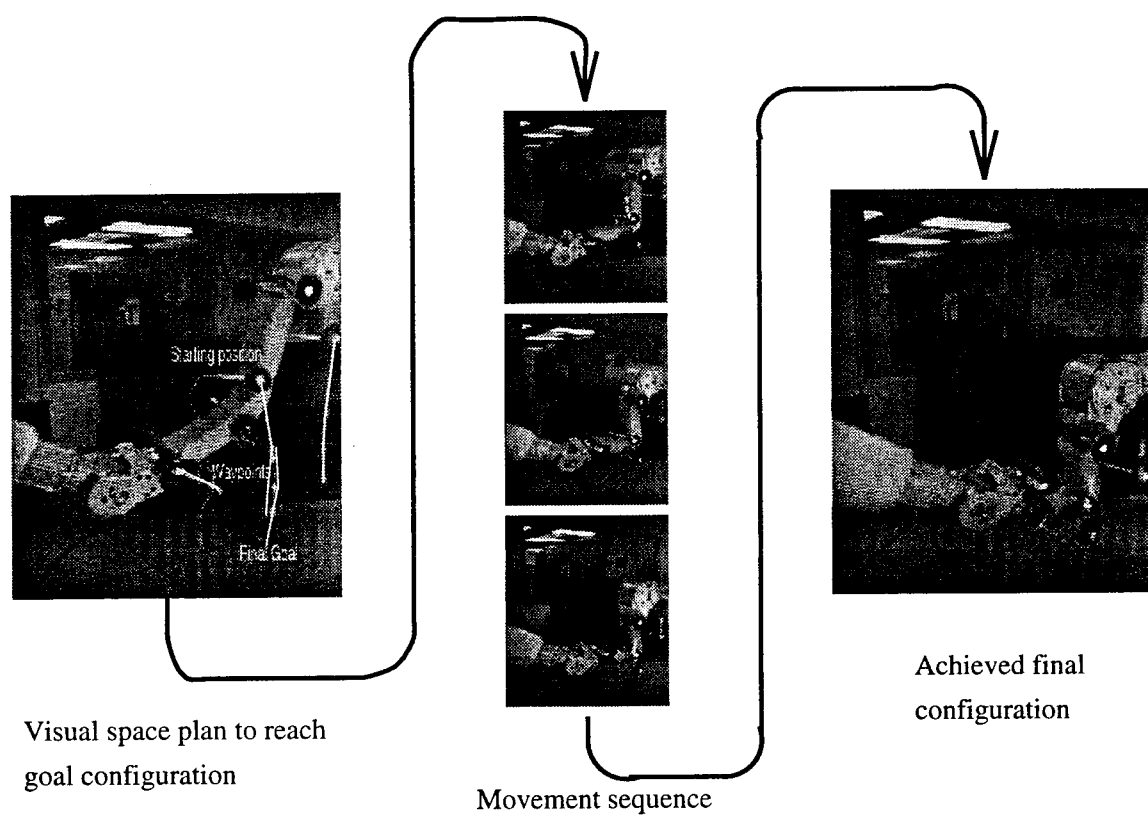 Starting position
Waypoints
Final Goal
Visual space plan to reach
goal configuration
Movement sequence
Achieved final
configuration